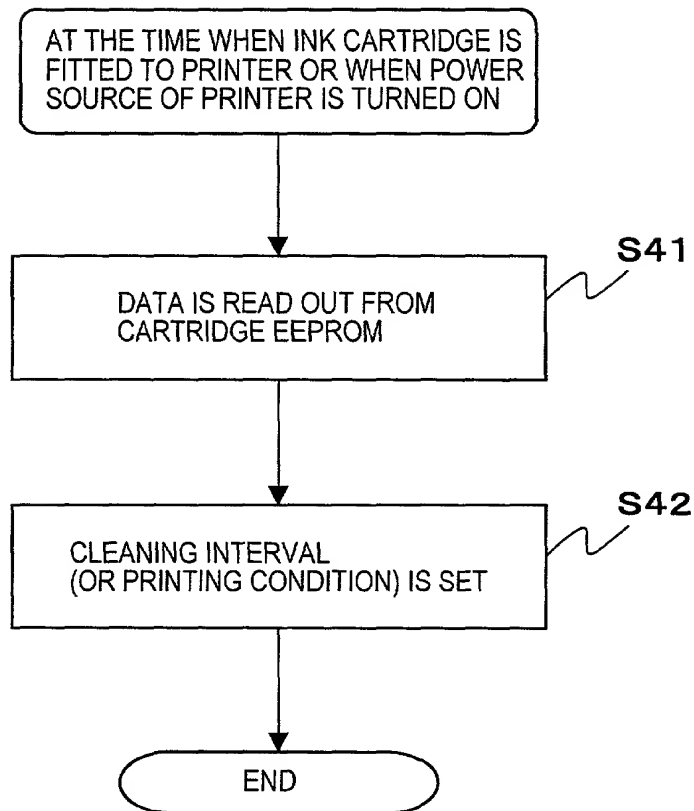 AT THE TIME WHEN INK CARTRIDGE IS
FITTED TO PRINTER OR WHEN POWER
SOURCE OF PRINTER IS TURNED ON
S41
DATA IS READ OUT FROM
CARTRIDGE EEPROM
S42
CLEANING INTERVAL
(OR PRINTING CONDITION) IS SET
END